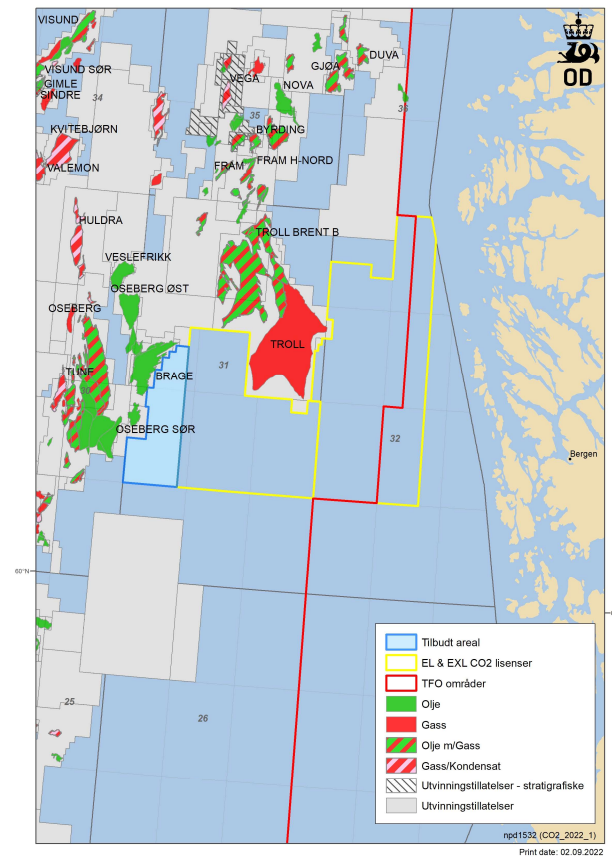 VISUND
VISUND SØR
GIMLE
SINDRE
34
KVITEBJØRN
VALEMON
VEGA
GJØA
DUVA
NOVA
35
36
BYRDING
FRAM
FRAM H-NORD
HULDRA
TROLL BRENT B
VESLEFRIKK
OSEBERG ØST
OSEBERG
TROLL
31
TUNE
BRAGE
OSEBERG SØR
32
Bergen
60°N
25
26
OD
Tilbudt areal
EL & EXL CO2 lisenser
TFO områder
Olje
Gass
Olje m/Gass
Gass/Kondensat
Utvinningstillatelser - stratigrafiske
Utvinningstillatelser
npd1532 (CO2_2022_1)
Print date: 02.09.2022